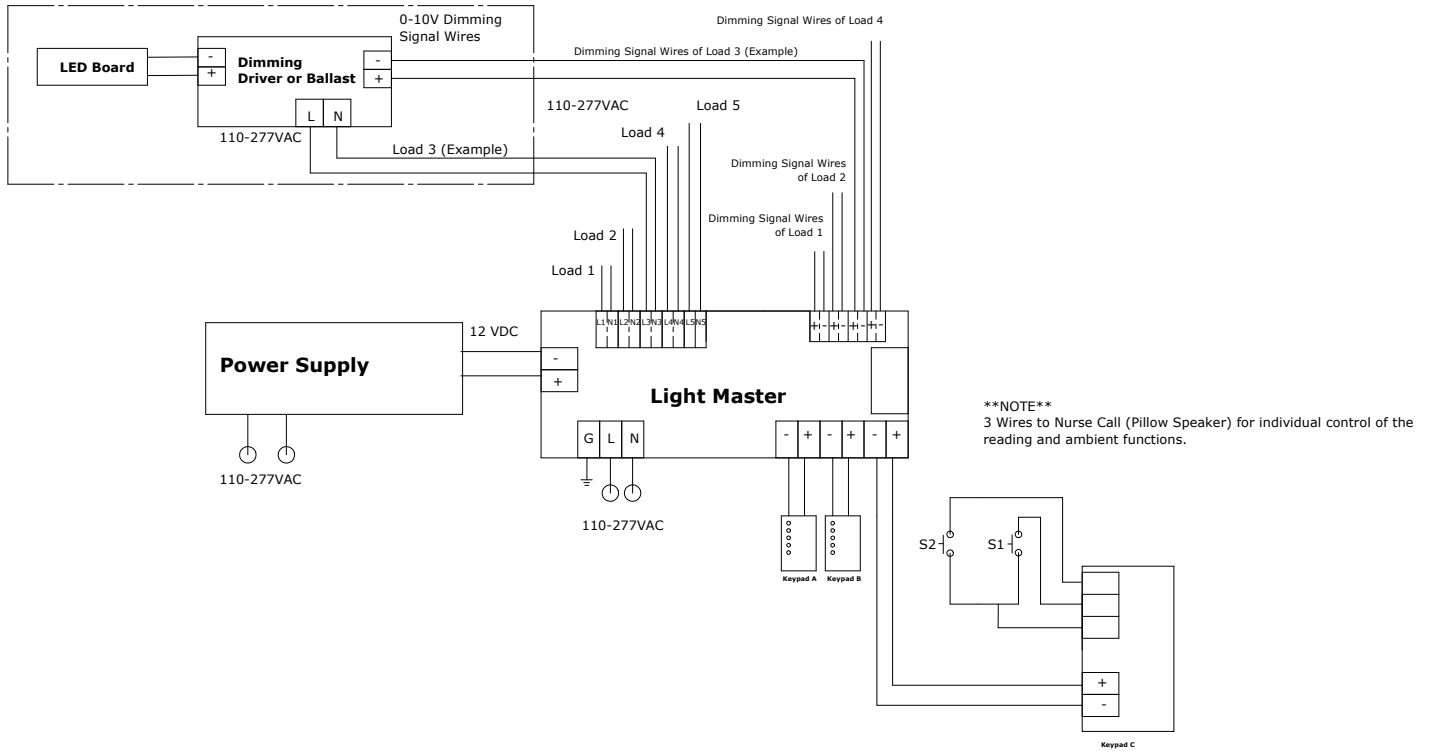 0-10V Dimming
Signal Wires
Dimming Signal Wires of Load 4
Dimming Signal Wires of Load 3 (Example)
LED Board
-
+
Dimming
Driver or Ballast
-
+
L N
110-277VAC
110-277VAC
Load 5
Load 4
Load 3 (Example)
Dimming Signal Wires
of Load 2
Dimming Signal Wires
of Load 1
Load 2
Load 1
L1 N1 L2 N2 L3 N3 L4 N4 L5 N5
+ - + - + - + -
12 VDC
Power Supply
-
+
Light Master
G L N
- + - + - +
110-277VAC
110-277VAC
**NOTE**
3 Wires to Nurse Call (Pillow Speaker) for individual control of the
reading and ambient functions.
S2
S1
Keypad A
Keypad B
+
-
Keypad C